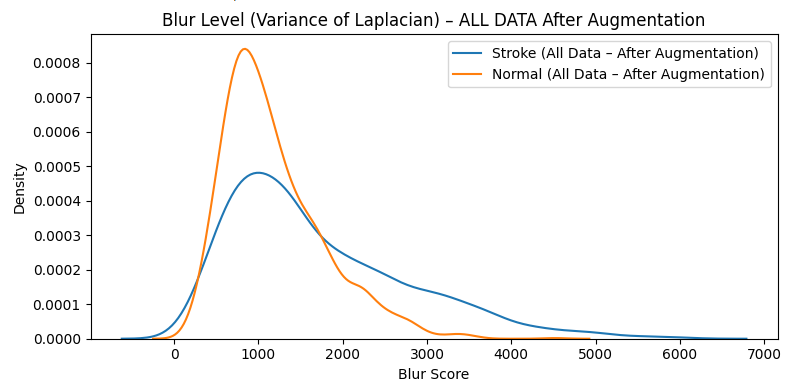 Blur Level (Variance of Laplacian) – ALL DATA After Augmentation
Stroke (All Data – After Augmentation)
Normal (All Data – After Augmentation)
Density
0.0008
0.0007
0.0006
0.0005
0.0004
0.0003
0.0002
0.0001
0.0000
0 1000 2000 3000 4000 5000 6000 7000
Blur Score